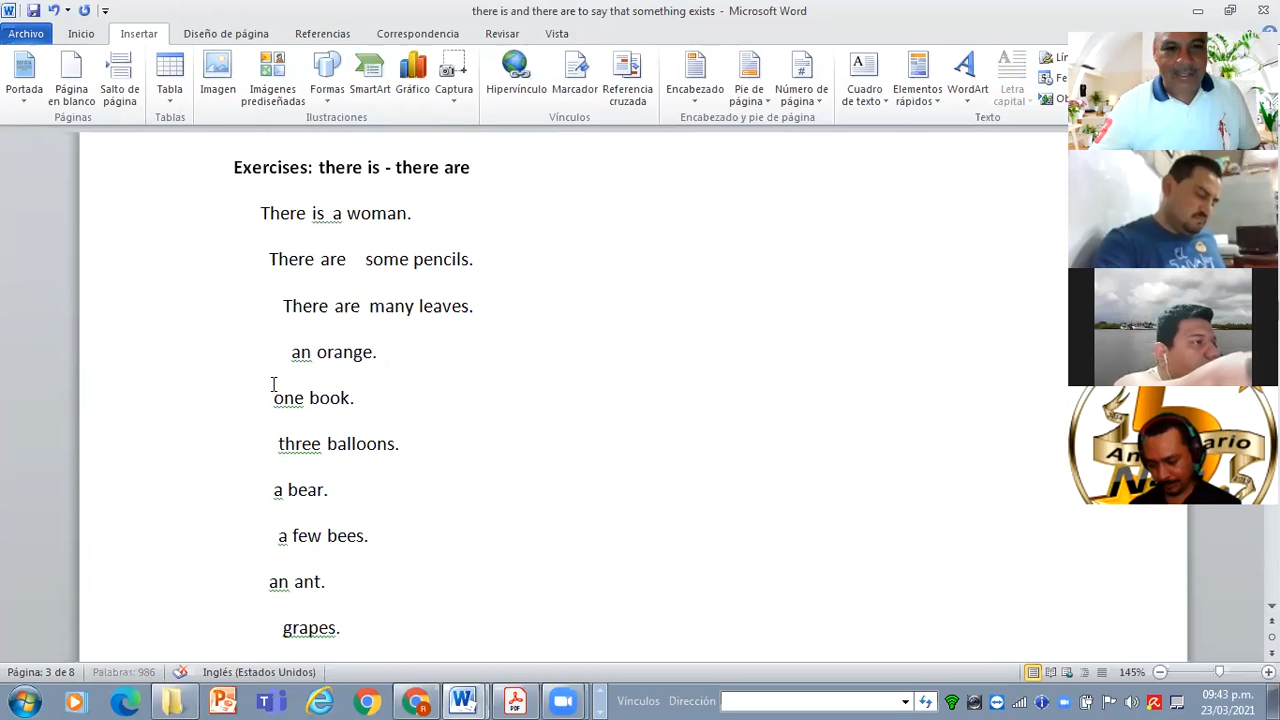 there is and there are to say that something exists - Microsoft Word
Archivo Inicio Insertar Diseño de página Referencias Correspondencia Revisar Vista
Portada Página en blanco Salto de página Tabla Imagen Imágenes prediseñadas Formas SmartArt Gráfico Captura Hipervínculo Marcador Referencia cruzada Encabezado Pie de página Número de página Cuadro de texto Elementos rápidos WordArt Letra capital
Páginas Tablas Ilustraciones Vínculos Encabezado y pie de página Texto
Exercises: there is - there are
There is a woman.
There are some pencils.
There are many leaves.
an orange.
one book.
three balloons.
a bear.
a few bees.
an ant.
grapes.
Página: 3 de 8 Palabras: 986 Inglés (Estados Unidos) 145%
Vínculos Dirección
09:43 p.m.
23/03/2021